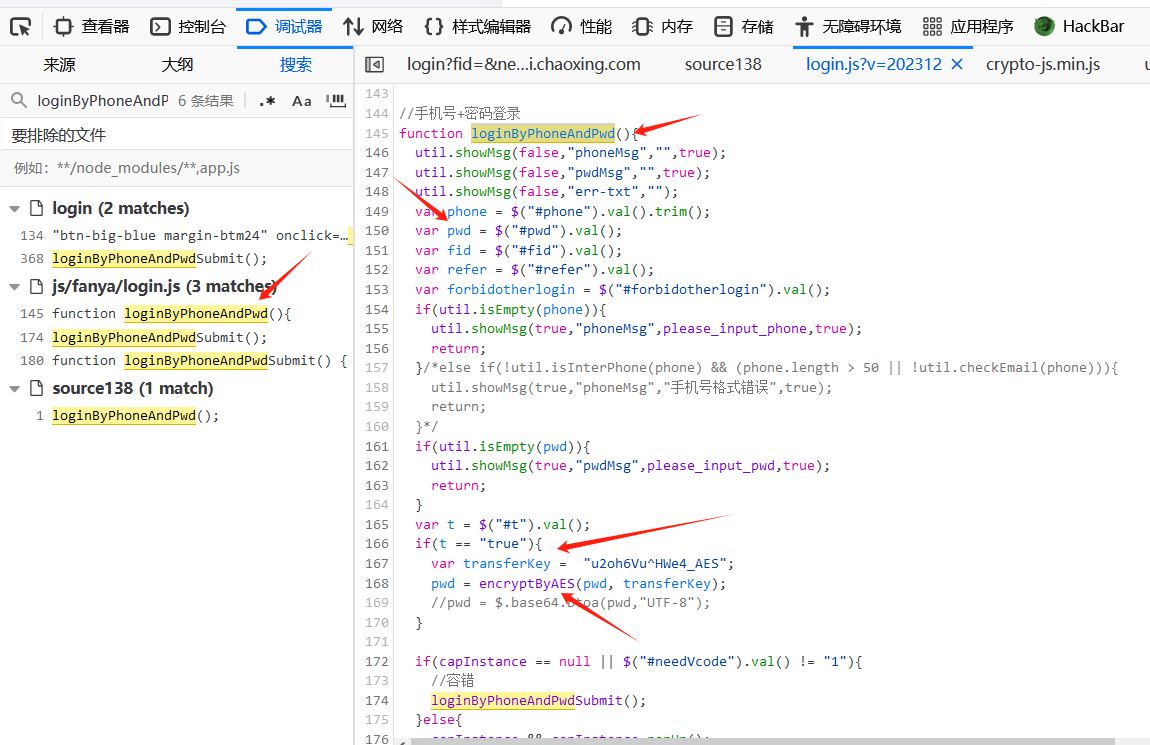 查看器 控制台 调试器 网络 样式编辑器 性能 内存 存储 无障碍环境 应用程序 HackBar
来源 大纲 搜索
login?fid=&ne…i.chaoxing.com source138 login.js?v=202312 crypto-js.min.js
loginByPhoneAndP 6 条结果 .* Aa
要排除的文件
例如: **/node_modules/**,app.js
login (2 matches)
134 "btn-big-blue margin-btm24" onclick=…
368 loginByPhoneAndPwdSubmit();
js/fanya/login.js (3 matches)
145 function loginByPhoneAndPwd(){
174 loginByPhoneAndPwdSubmit();
180 function loginByPhoneAndPwdSubmit() {
source138 (1 match)
1 loginByPhoneAndPwd();
143
144 //手机号+密码登录
145 function loginByPhoneAndPwd(){
146 util.showMsg(false,"phoneMsg","",true);
147 util.showMsg(false,"pwdMsg","",true);
148 util.showMsg(false,"err-txt","");
149 var phone = $("#phone").val().trim();
150 var pwd = $("#pwd").val();
151 var fid = $("#fid").val();
152 var refer = $("#refer").val();
153 var forbidotherlogin = $("#forbidotherlogin").val();
154 if(util.isEmpty(phone)){
155 util.showMsg(true,"phoneMsg",please_input_phone,true);
156 return;
157 }/*else if(!util.isInterPhone(phone) && (phone.length > 50 || !util.checkEmail(phone))){
158 util.showMsg(true,"phoneMsg","手机号格式错误",true);
159 return;
160 }*/
161 if(util.isEmpty(pwd)){
162 util.showMsg(true,"pwdMsg",please_input_pwd,true);
163 return;
164 }
165 var t = $("#t").val();
166 if(t == "true"){
167 var transferKey = "u2oh6Vu^HWe4_AES";
168 pwd = encryptByAES(pwd, transferKey);
169 //pwd = $.base64.btoa(pwd,"UTF-8");
170 }
171
172 if(capInstance == null || $("#needVcode").val() != "1"){
173 //容错
174 loginByPhoneAndPwdSubmit();
175 }else{
176